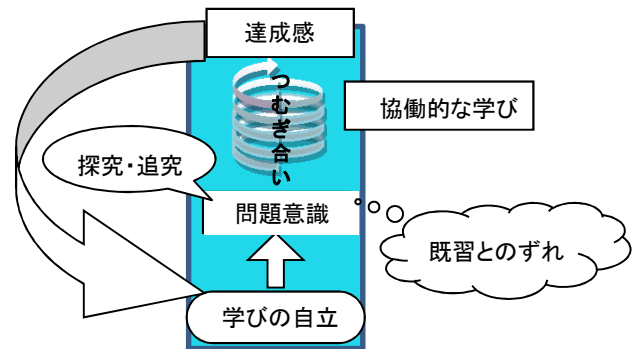 達成感
つむぎ合い
協働的な学び
探究・追究
問題意識
既習とのずれ
学びの自立